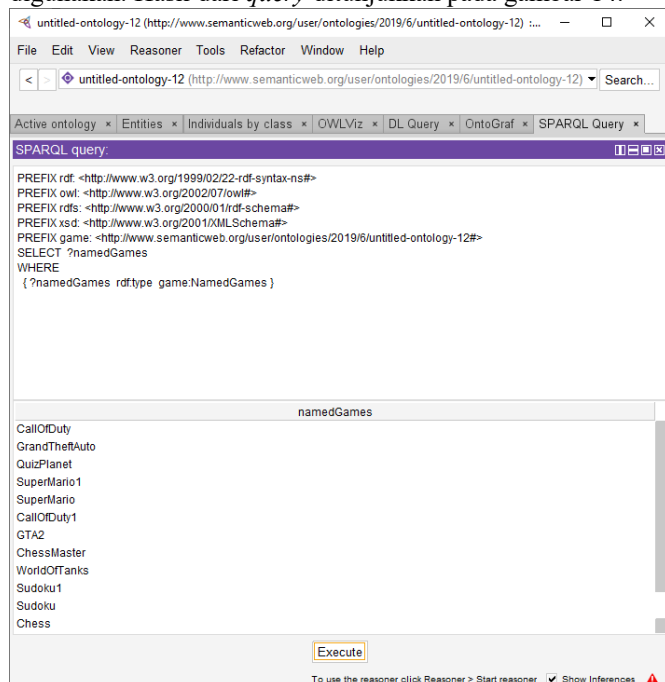 digunakan. Hasil dari query ditunjukkan pada gambar
untitled-ontology-12 (http://www.semanticweb.org/user/ontologies/2019/6/untitled-ontology-12) :...
File Edit View Reasoner Tools Refactor Window Help
< > untitled-ontology-12 (http://www.semanticweb.org/user/ontologies/2019/6/untitled-ontology-12) Search...
Active ontology × Entities × Individuals by class × OWLViz × DL Query × OntoGraf × SPARQL Query ×
SPARQL query:
PREFIX rdf: <http://www.w3.org/1999/02/22-rdf-syntax-ns#>
PREFIX owl: <http://www.w3.org/2002/07/owl#>
PREFIX rdfs: <http://www.w3.org/2000/01/rdf-schema#>
PREFIX xsd: <http://www.w3.org/2001/XMLSchema#>
PREFIX game: <http://www.semanticweb.org/user/ontologies/2019/6/untitled-ontology-12#>
SELECT ?namedGames
WHERE
{ ?namedGames rdf:type game:NamedGames }
namedGames
CallOfDuty
GrandTheftAuto
QuizPlanet
SuperMario1
SuperMario
CallOfDuty1
GTA2
ChessMaster
WorldOfTanks
Sudoku1
Sudoku
Chess
Execute
To use the reasoner click Reasoner > Start reasoner Show Inferences